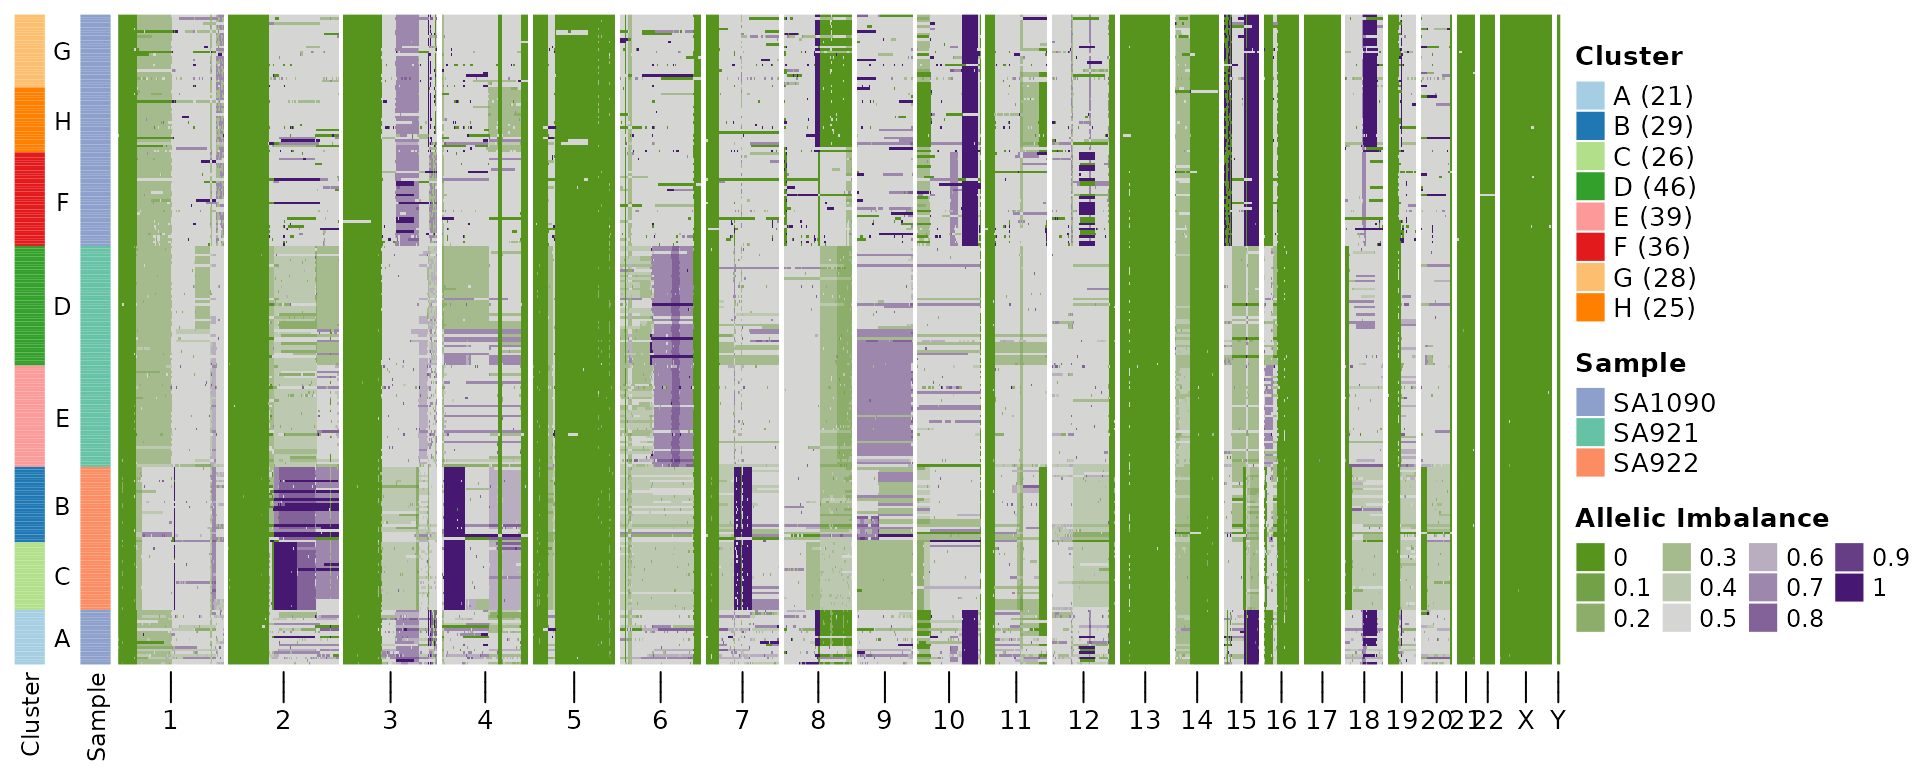 G
H
F
D
E
B
C
A
Cluster
Sample
1 2 3 4 5 6 7 8 9 10 11 12 13 14 15 16 17 18 19 20 21 22 X Y
Cluster
A (21)
B (29)
C (26)
D (46)
E (39)
F (36)
G (28)
H (25)
Sample
SA1090
SA921
SA922
Allelic Imbalance
0 0.3 0.6 0.9
0.1 0.4 0.7 1
0.2 0.5 0.8